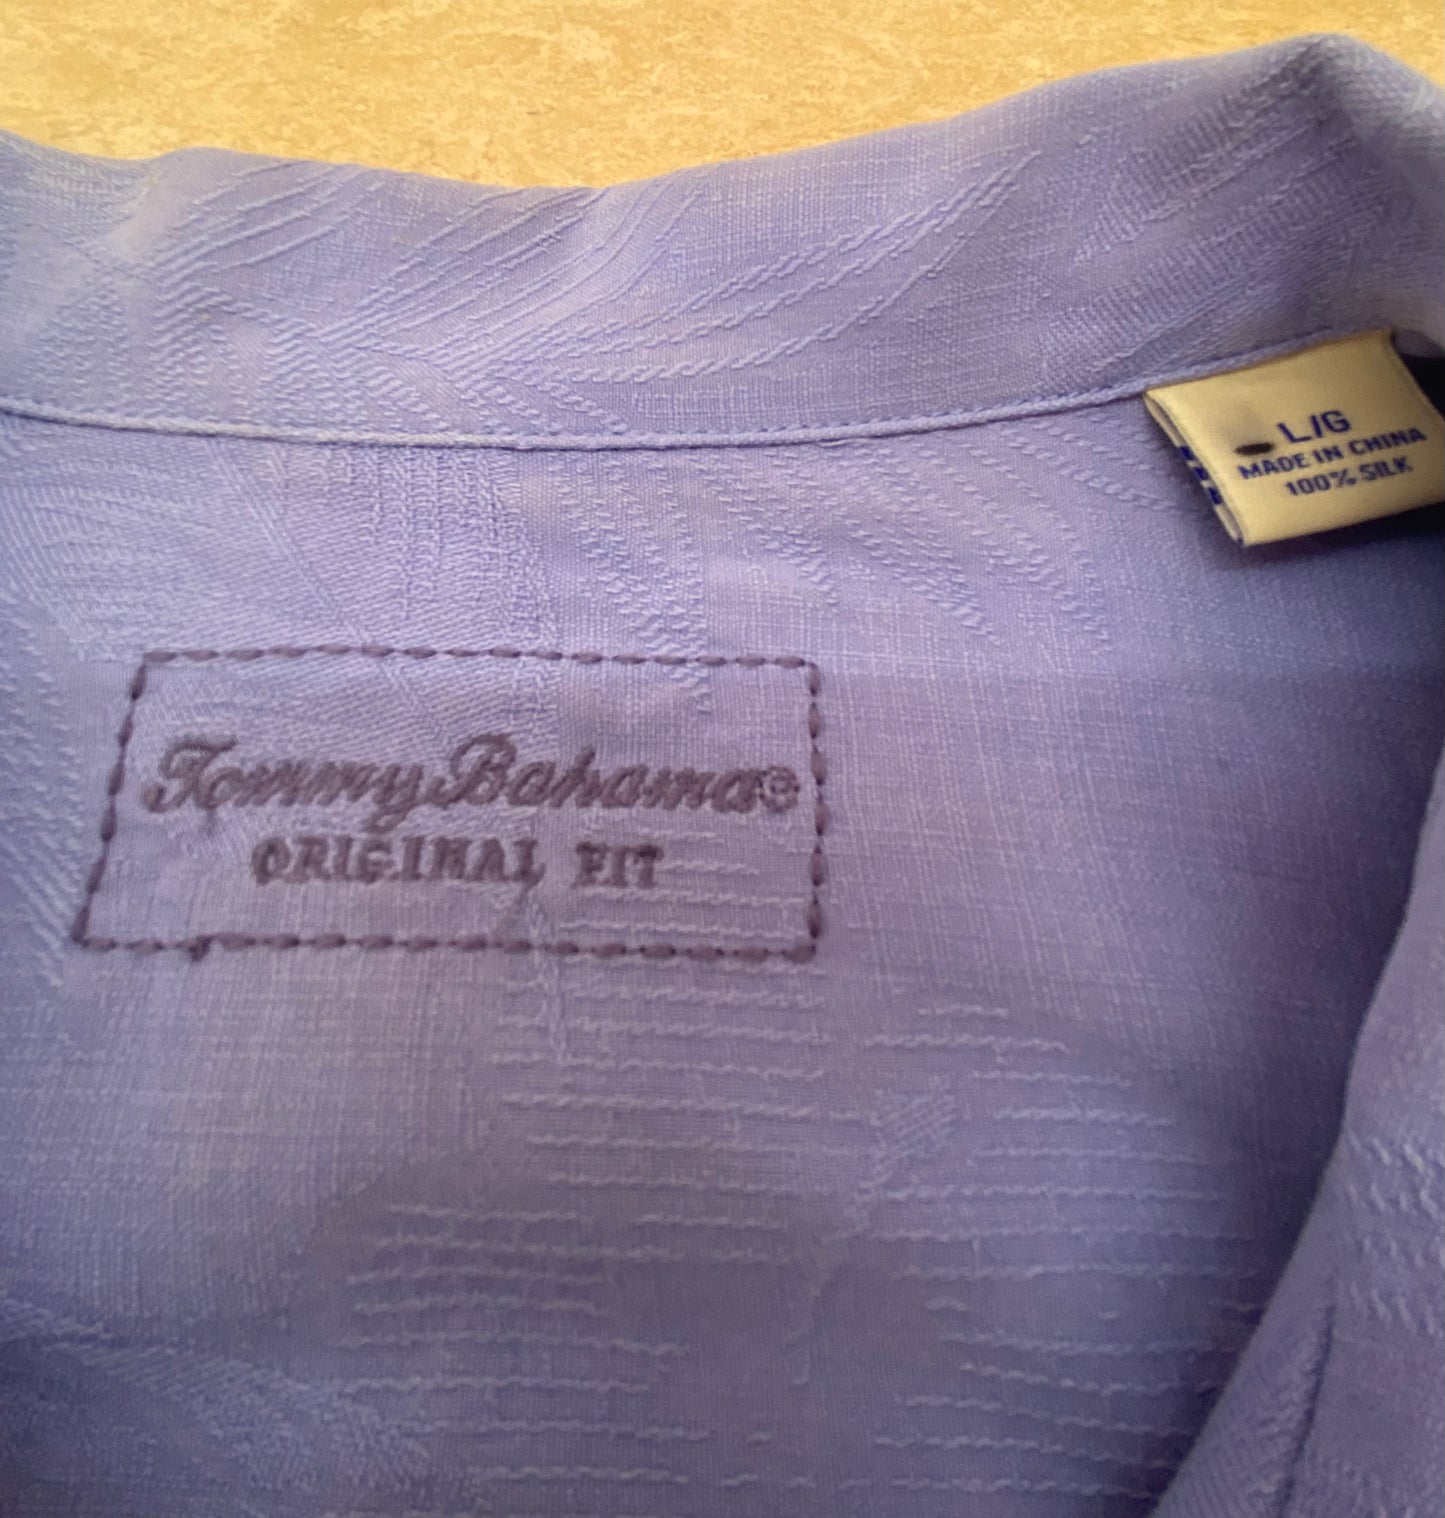 L/G
MADE IN CHINA
100% SILK
Tommy Bahama®
ORIGINAL FIT